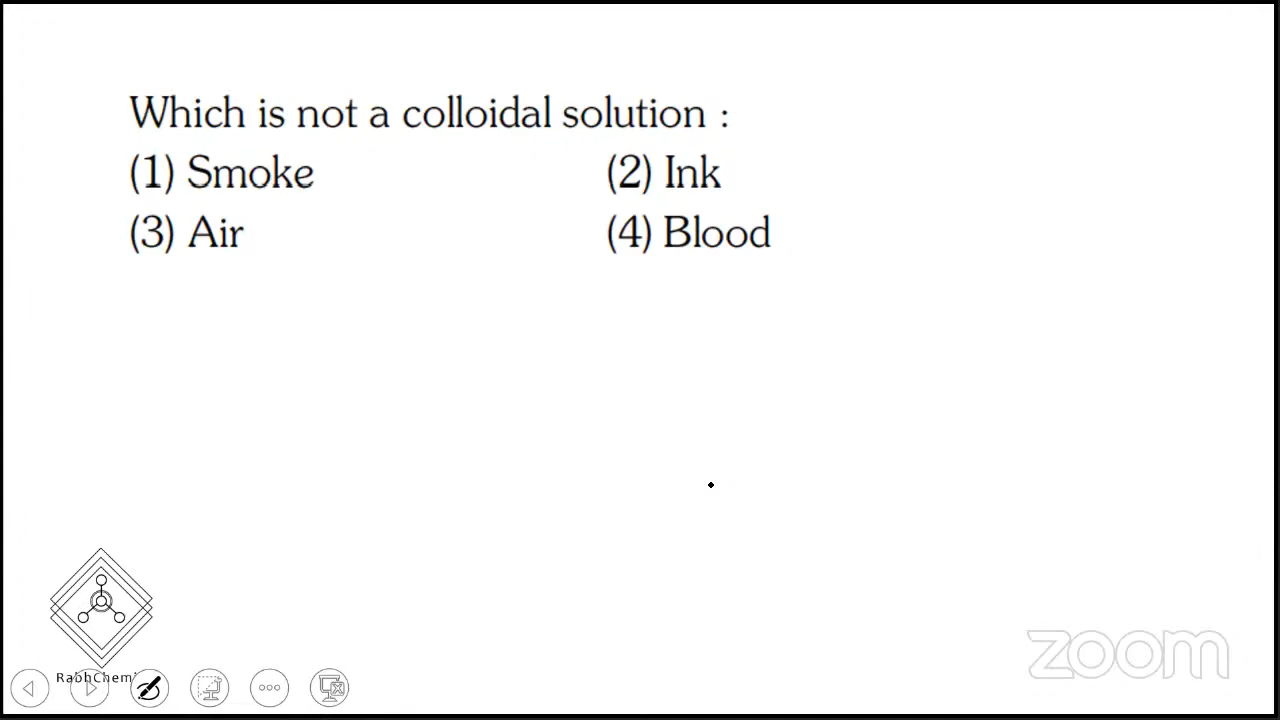 Which is not a colloidal solution :
(1) Smoke (2) Ink
(3) Air (4) Blood
zoom